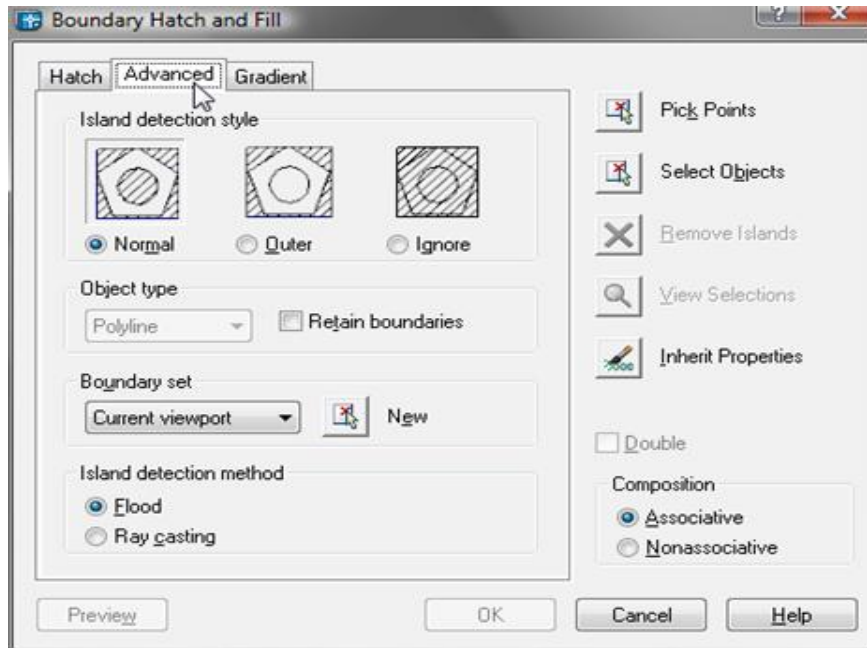 Boundary Hatch and Fill
Hatch Advanced Gradient
Island detection style
Normal Outer Ignore
Object type
Polyline Retain boundaries
Boundary set
Current viewport New
Island detection method
Flood
Ray casting
Pick Points
Select Objects
Remove Islands
View Selections
Inherit Properties
Double
Composition
Associative
Nonassociative
Preview OK Cancel Help